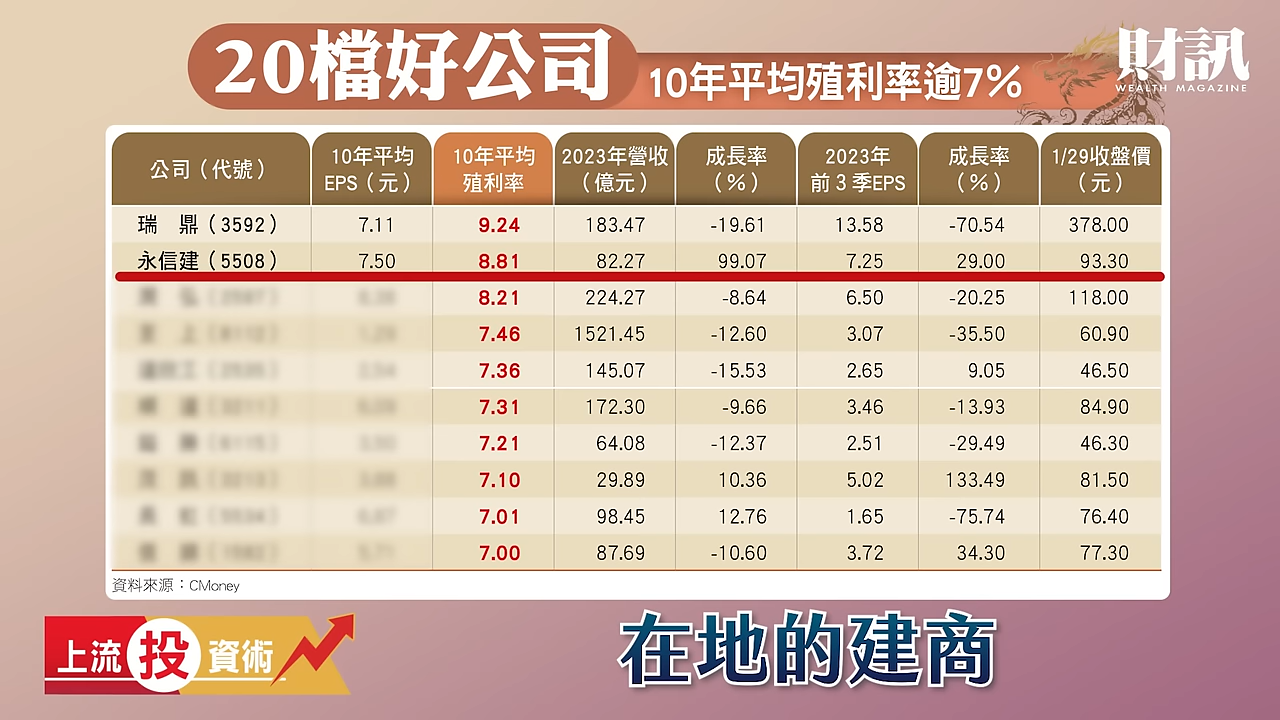 20檔好公司
10年平均殖利率逾7%
財訊
WEALTH MAGAZINE
公司（代號） 10年平均EPS（元） 10年平均殖利率 2023年營收（億元） 成長率（%） 2023年前3季EPS 成長率（%） 1/29收盤價（元）
瑞 鼎（3592） 7.11 9.24 183.47 -19.61 13.58 -70.54 378.00
永信建（5508） 7.50 8.81 82.27 99.07 7.25 29.00 93.30
8.21 224.27 -8.64 6.50 -20.25 118.00
7.46 1521.45 -12.60 3.07 -35.50 60.90
7.36 145.07 -15.53 2.65 9.05 46.50
7.31 172.30 -9.66 3.46 -13.93 84.90
7.21 64.08 -12.37 2.51 -29.49 46.30
7.10 29.89 10.36 5.02 133.49 81.50
7.01 98.45 12.76 1.65 -75.74 76.40
7.00 87.69 -10.60 3.72 34.30 77.30
資料來源：CMoney
上流投資術
在地的建商